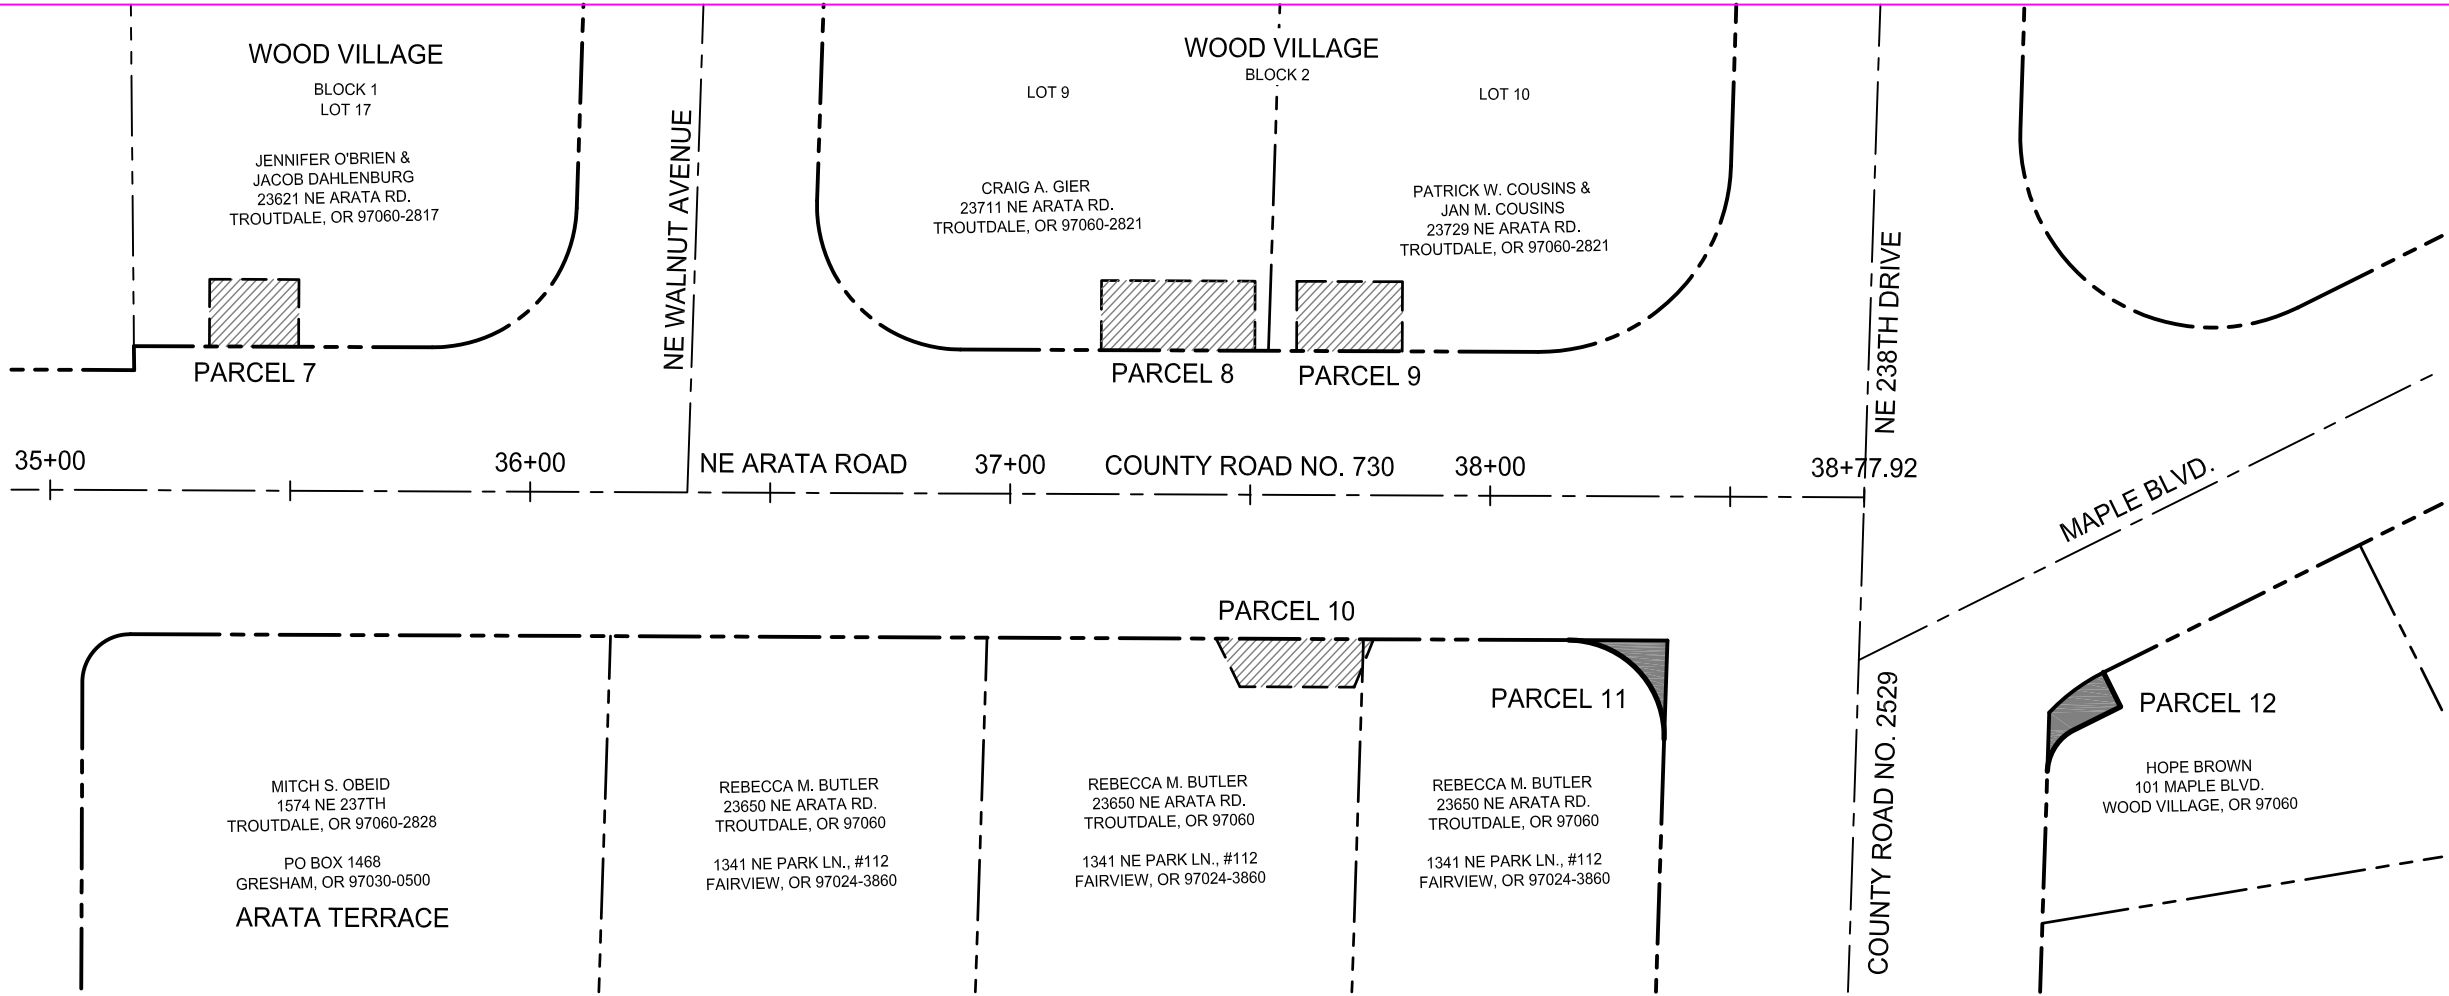 WOOD VILLAGE
BLOCK 1
LOT 17
JENNIFER O'BRIEN &
JACOB DAHLENBURG
23621 NE ARATA RD.
TROUTDALE, OR 97060-2817
PARCEL 7
NE WALNUT AVENUE
WOOD VILLAGE
BLOCK 2
LOT 9
LOT 10
CRAIG A. GIER
23711 NE ARATA RD.
TROUTDALE, OR 97060-2821
PATRICK W. COUSINS &
JAN M. COUSINS
23729 NE ARATA RD.
TROUTDALE, OR 97060-2821
PARCEL 8
PARCEL 9
NE 238TH DRIVE
35+00
36+00
NE ARATA ROAD
37+00
COUNTY ROAD NO. 730
38+00
38+77.92
MAPLE BLVD.
PARCEL 10
PARCEL 11
PARCEL 12
MITCH S. OBEID
1574 NE 237TH
TROUTDALE, OR 97060-2828
PO BOX 1468
GRESHAM, OR 97030-0500
ARATA TERRACE
REBECCA M. BUTLER
23650 NE ARATA RD.
TROUTDALE, OR 97060
1341 NE PARK LN., #112
FAIRVIEW, OR 97024-3860
REBECCA M. BUTLER
23650 NE ARATA RD.
TROUTDALE, OR 97060
1341 NE PARK LN., #112
FAIRVIEW, OR 97024-3860
REBECCA M. BUTLER
23650 NE ARATA RD.
TROUTDALE, OR 97060
1341 NE PARK LN., #112
FAIRVIEW, OR 97024-3860
COUNTY ROAD NO. 2529
HOPE BROWN
101 MAPLE BLVD.
WOOD VILLAGE, OR 97060